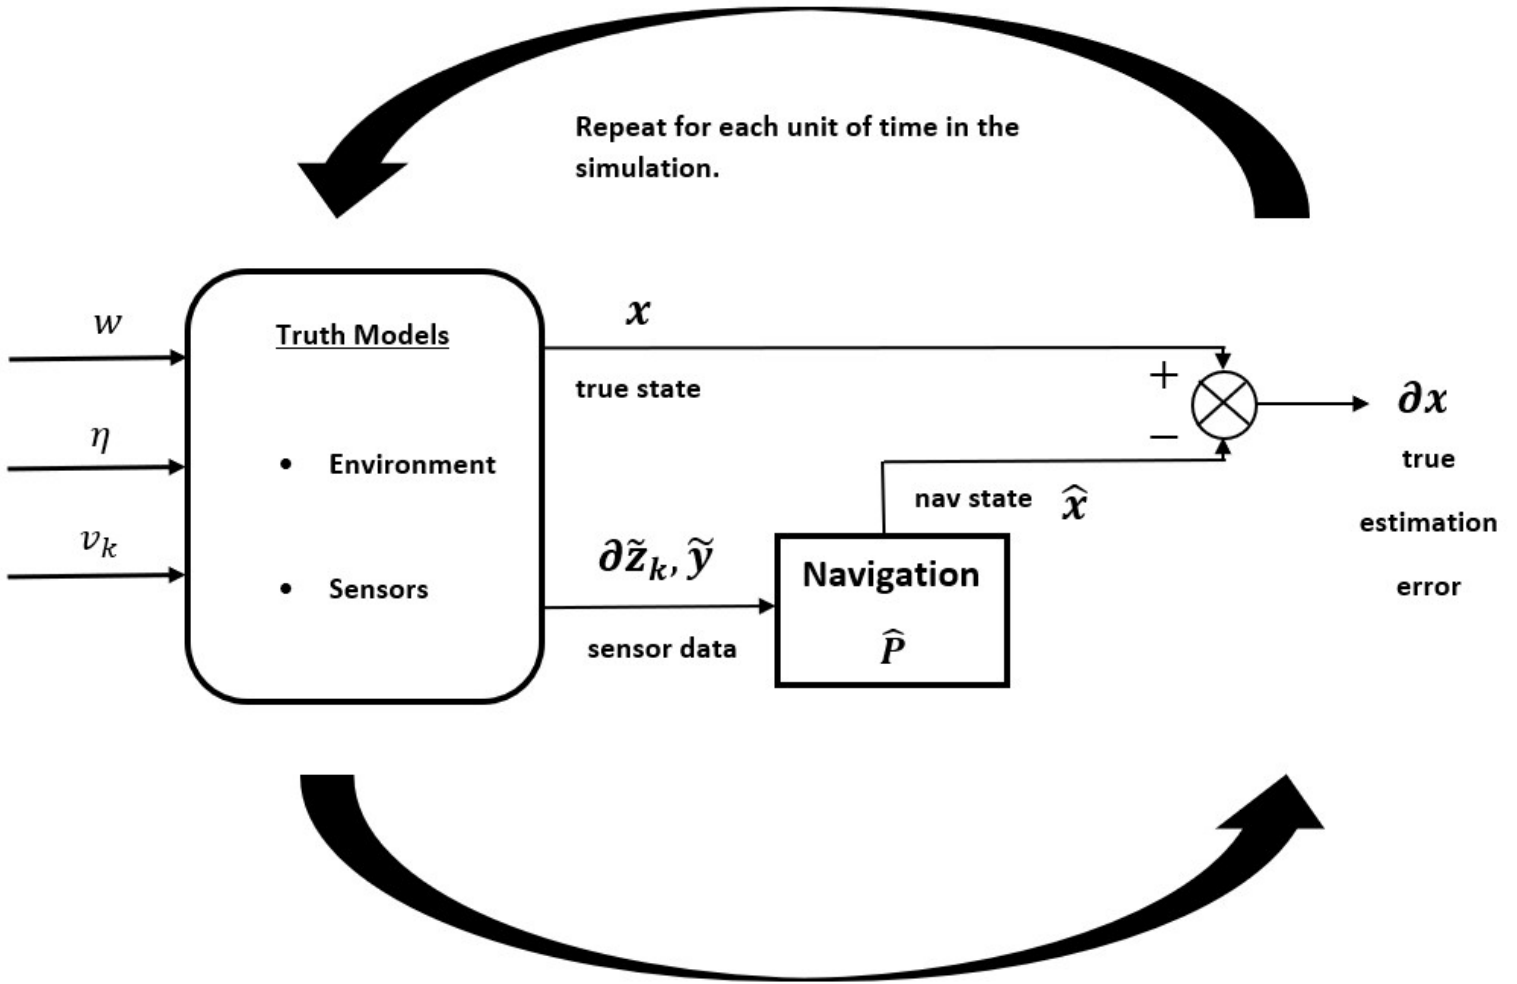 Repeat for each unit of time in the
simulation.
w
η
v_k
Truth Models
• Environment
• Sensors
x
true state
∂z̃_k, ỹ
sensor data
Navigation
P̂
nav state x̂
+
−
∂x
true
estimation
error